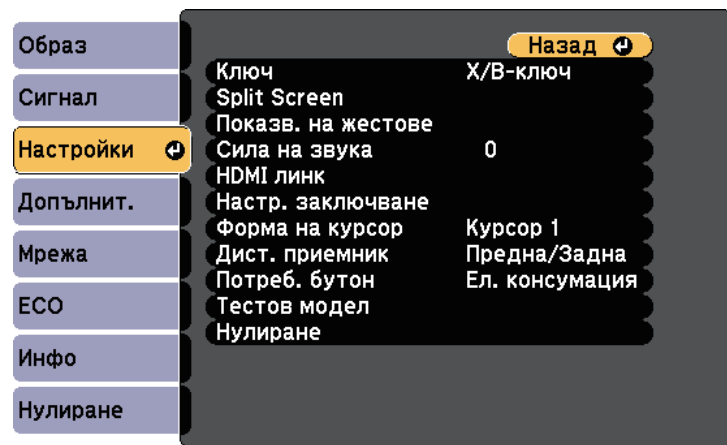 Образ
Сигнал
Настройки
Допълнит.
Мрежа
ECO
Инфо
Нулиране
Назад
Ключ Х/В-ключ
Split Screen
Показв. на жестове
Сила на звука 0
HDMI линк
Настр. заключване
Форма на курсор Курсор 1
Дист. приемник Предна/Задна
Потреб. бутон Ел. консумация
Тестов модел
Нулиране